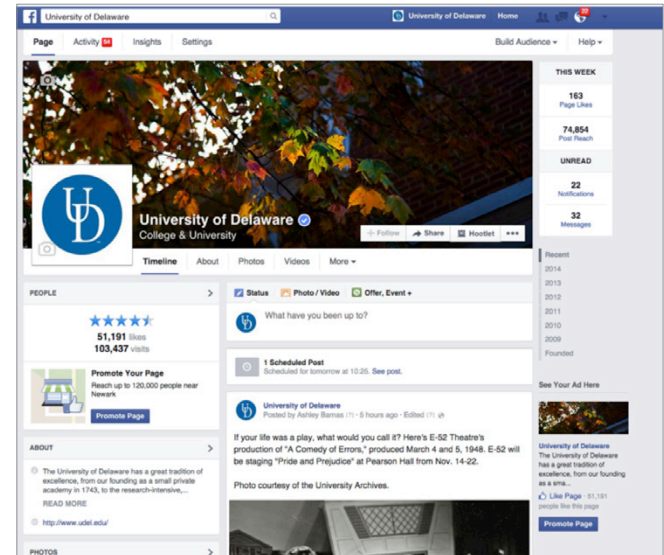 University of Delaware
University of Delaware Home
Page Activity 54 Insights Settings Build Audience Help
THIS WEEK
163
Page Likes
74,854
Post Reach
UNREAD
22
Notifications
32
Messages
UD
University of Delaware
College & University
+ Follow Share Hootlet •••
Timeline About Photos Videos More
Recent
2014
2013
2012
2011
2010
2009
Founded
PEOPLE
51,191 likes
103,437 visits
Promote Your Page
Reach up to 120,000 people near
Newark
Promote Page
ABOUT
The University of Delaware has a great tradition of
excellence, from our founding as a small private
academy in 1743, to the research-intensive,...
READ MORE
http://www.udel.edu/
PHOTOS
Status Photo / Video Offer, Event +
UD
What have you been up to?
1 Scheduled Post
Scheduled for tomorrow at 10:25. See post.
UD
University of Delaware
Posted by Ashley Barnas (?) · 5 hours ago · Edited (?)
If your life was a play, what would you call it? Here's E-52 Theatre's
production of "A Comedy of Errors," produced March 4 and 5, 1948. E-52 will
be staging "Pride and Prejudice" at Pearson Hall from Nov. 14-22.
Photo courtesy of the University Archives.
See Your Ad Here
University of Delaware
The University of Delaware
has a great tradition of
excellence, from our founding
as a sma...
Like Page · 51,191
people like this page
Promote Page